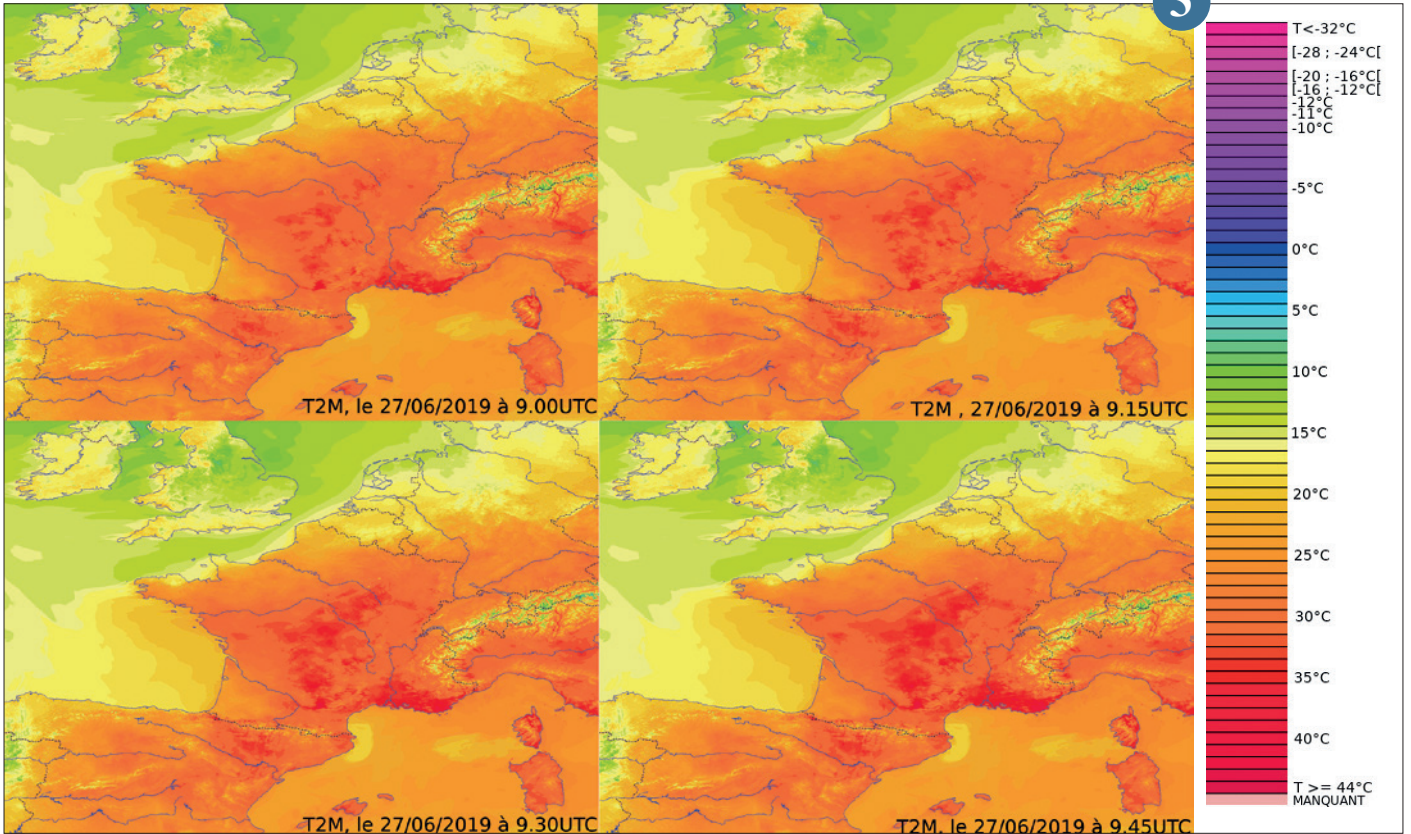 3
T<-32°C
[-28 ; -24°C[
[-20 ; -16°C[
[-16 ; -12°C[
-12°C
-11°C
-10°C
-5°C
0°C
5°C
10°C
15°C
20°C
25°C
30°C
35°C
40°C
T >= 44°C
MANQUANT
T2M, le 27/06/2019 à 9.00UTC
T2M , 27/06/2019 à 9.15UTC
T2M, le 27/06/2019 à 9.30UTC
T2M, le 27/06/2019 à 9.45UTC